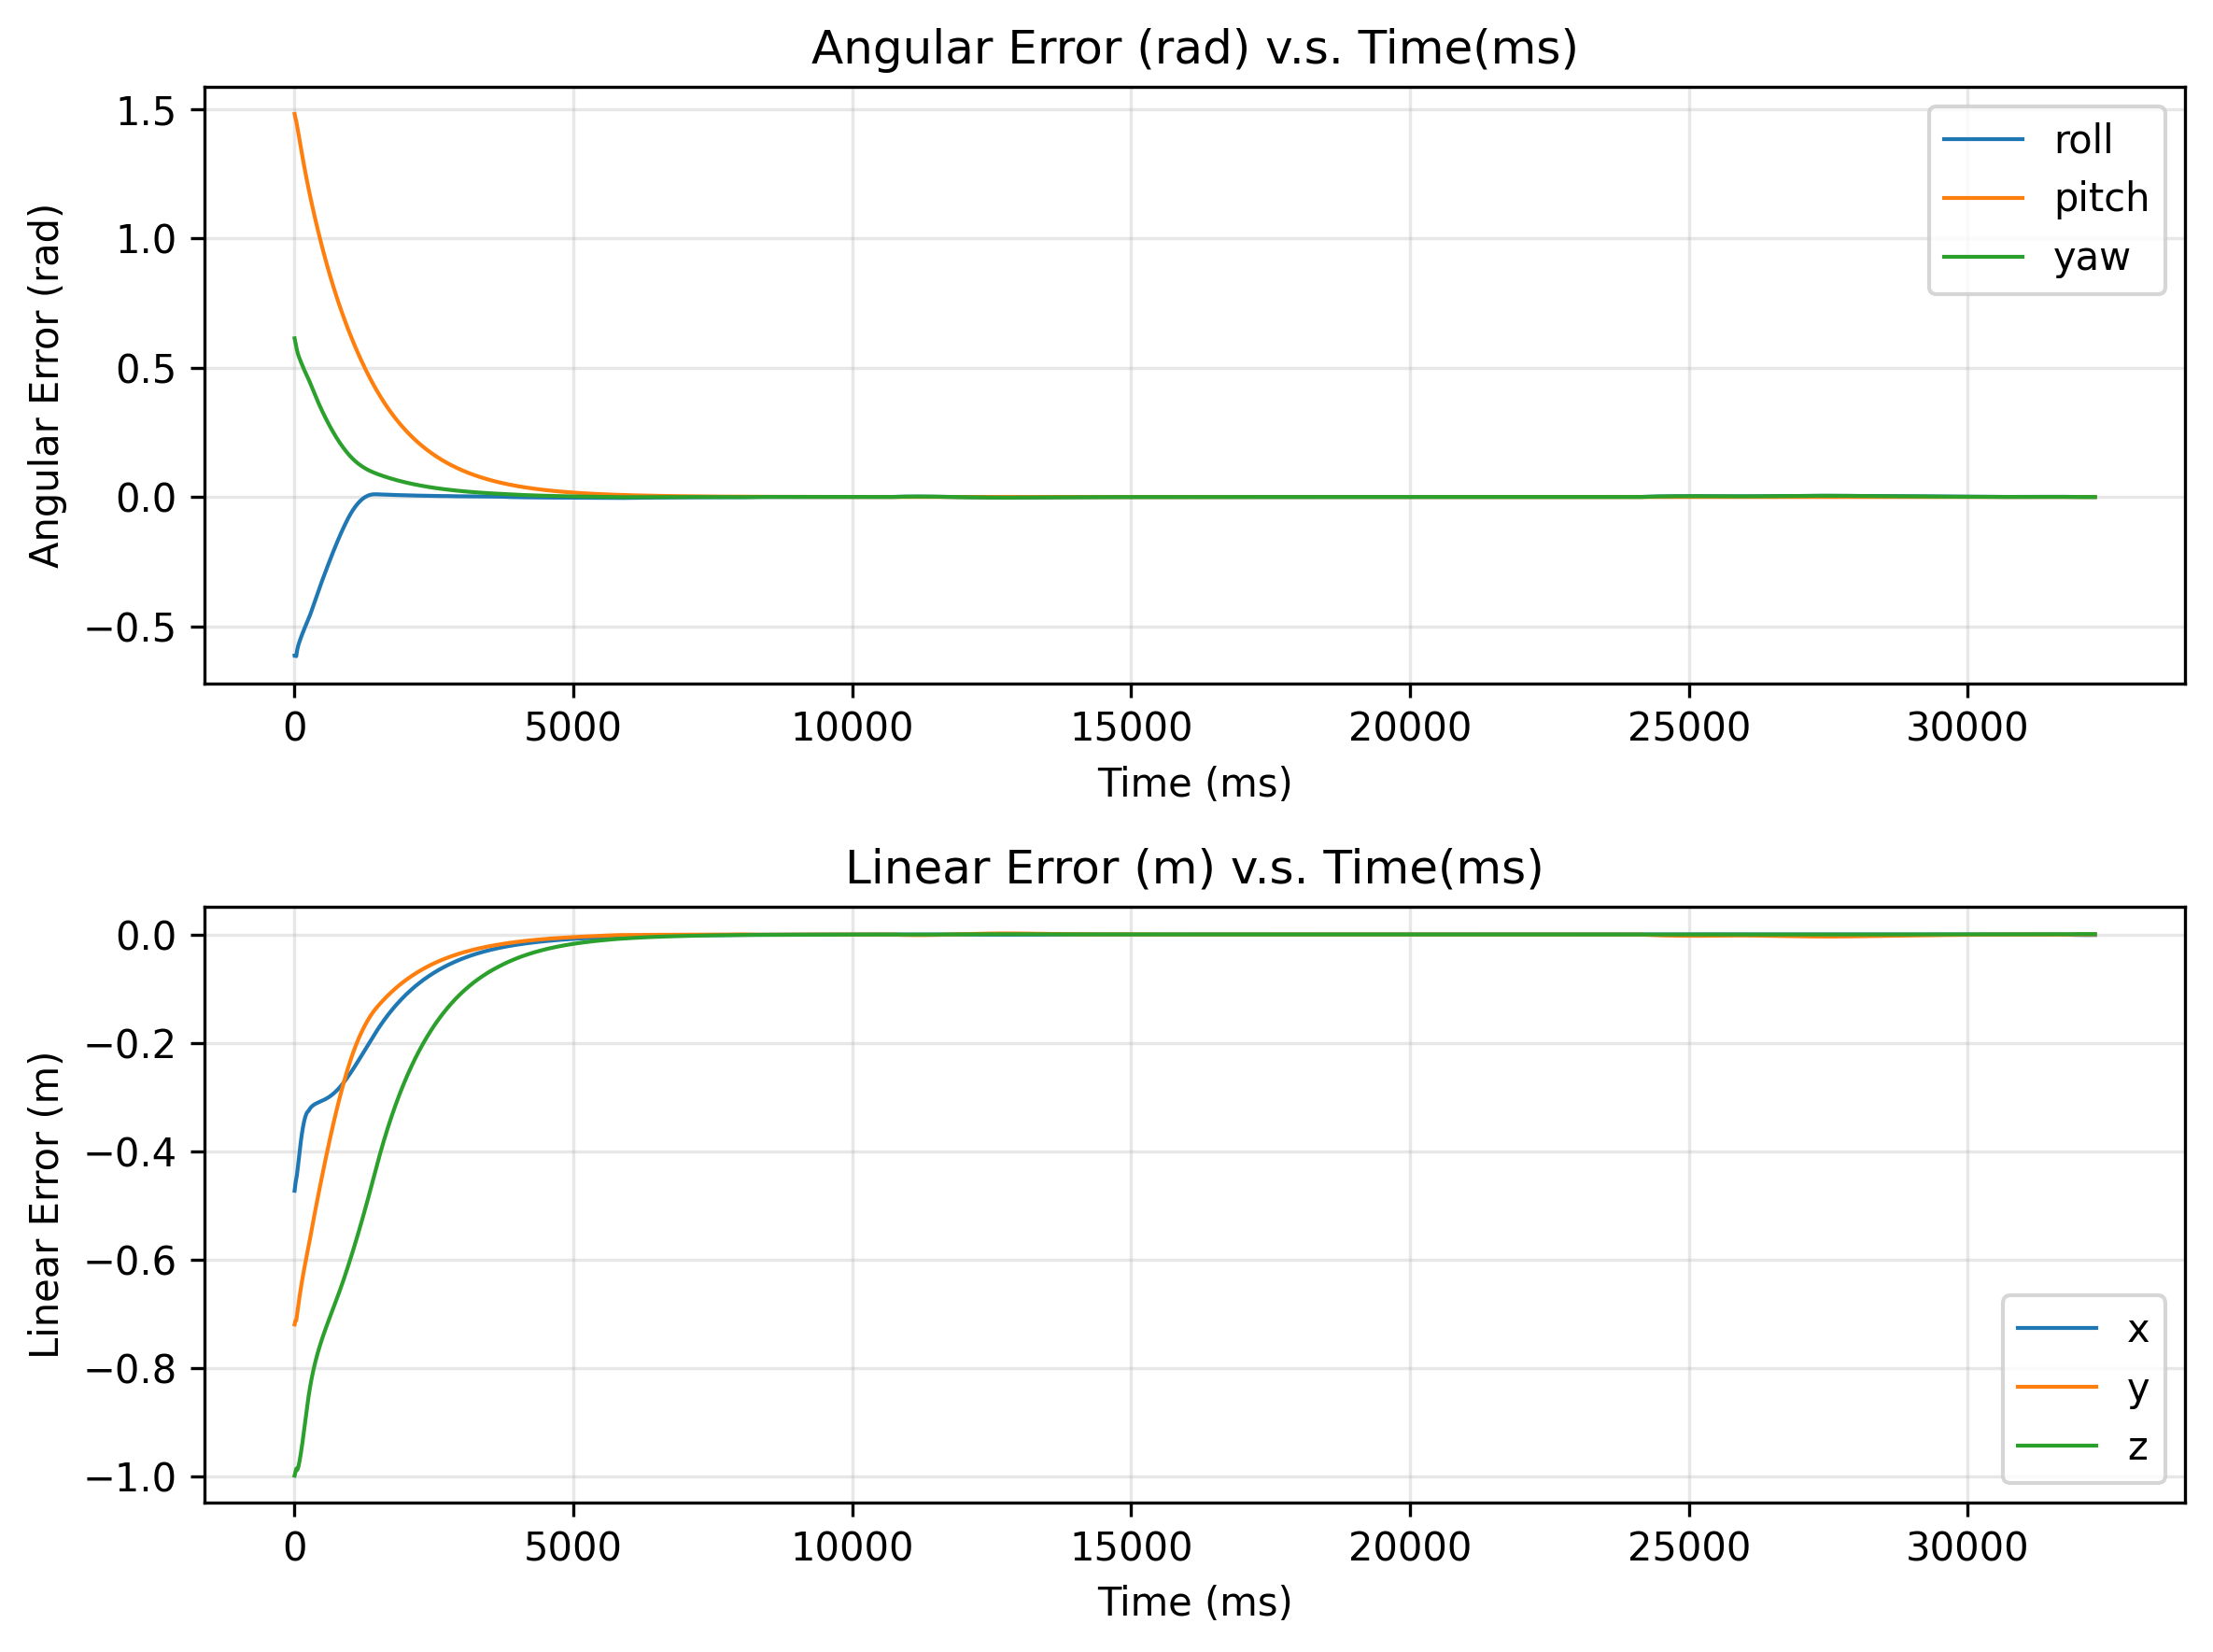 Angular Error (rad) v.s. Time(ms)
1.5
1.0
0.5
0.0
−0.5
Angular Error (rad)
roll
pitch
yaw
0 5000 10000 15000 20000 25000 30000
Time (ms)
Linear Error (m) v.s. Time(ms)
0.0
−0.2
−0.4
−0.6
−0.8
−1.0
Linear Error (m)
x
y
z
0 5000 10000 15000 20000 25000 30000
Time (ms)